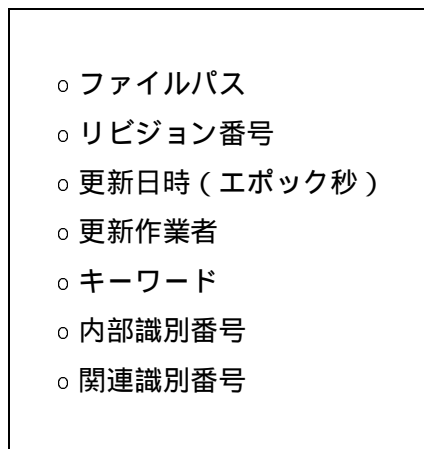 o ファイルパス
o リビジョン番号
o 更新日時（エポック秒）
o 更新作業者
o キーワード
o 内部識別番号
o 関連識別番号